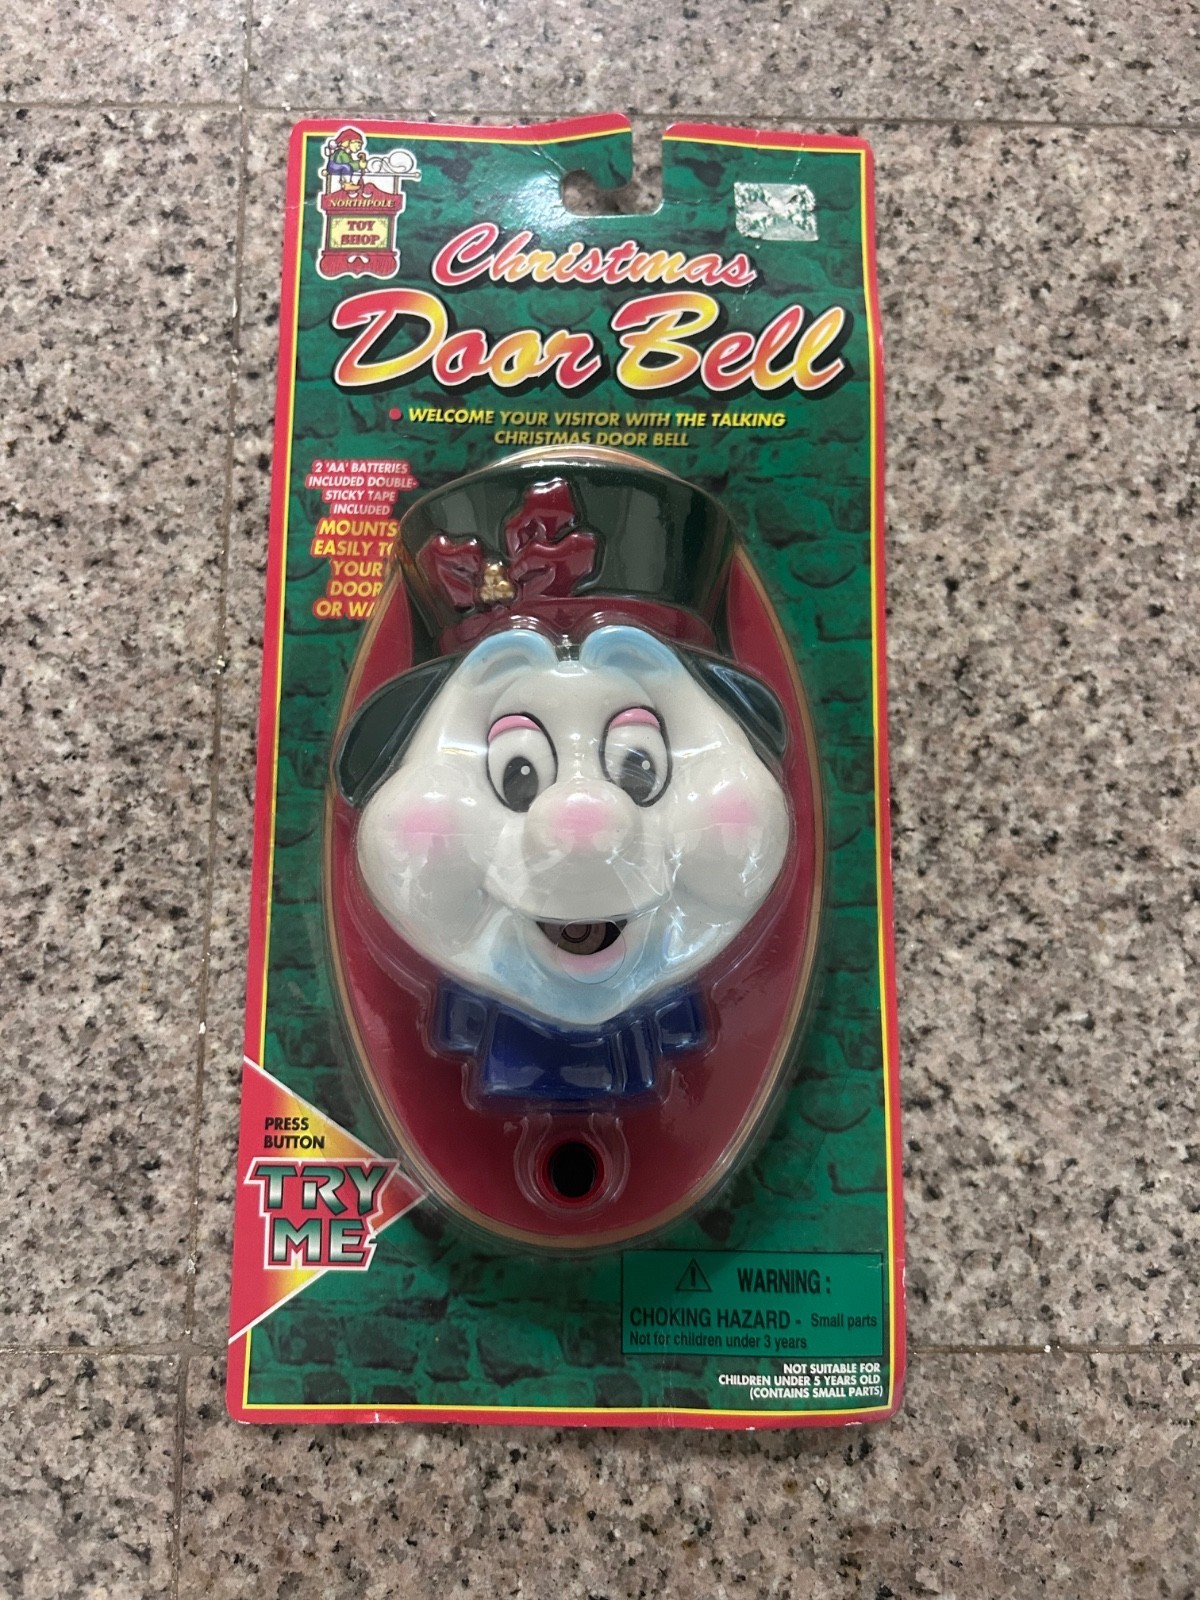 NORTHPOLE
TOY
SHOP
Christmas
Door Bell
• WELCOME YOUR VISITOR WITH THE TALKING
CHRISTMAS DOOR BELL
2 'AA' BATTERIES
INCLUDED DOUBLE-
STICKY TAPE
INCLUDED
MOUNTS
EASILY TO
YOUR
DOOR
OR
PRESS
BUTTON
TRY
ME
WARNING :
CHOKING HAZARD - Small parts
Not for children under 3 years
NOT SUITABLE FOR
CHILDREN UNDER 5 YEARS OLD
(CONTAINS SMALL PARTS)